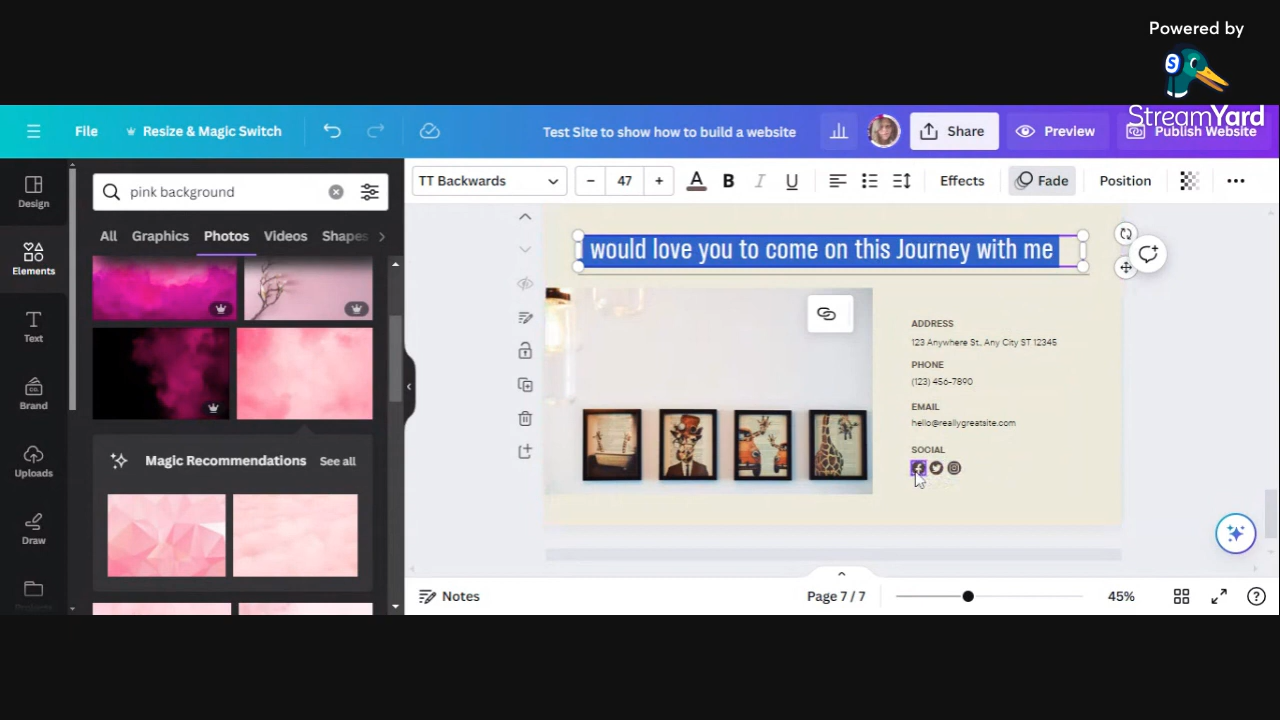 Powered by
S
StreamYard
File
Resize & Magic Switch
Test Site to show how to build a website
Share
Preview
Publish Website
Design
Elements
Text
Brand
Uploads
Draw
pink background
All
Graphics
Photos
Videos
Shapes
Magic Recommendations
See all
TT Backwards
47
A
B
I
U
Effects
Fade
Position
would love you to come on this Journey with me
ADDRESS
123 Anywhere St., Any City ST 12345
PHONE
(123) 456-7890
EMAIL
hello@reallygreatsite.com
SOCIAL
Notes
Page 7 / 7
45%